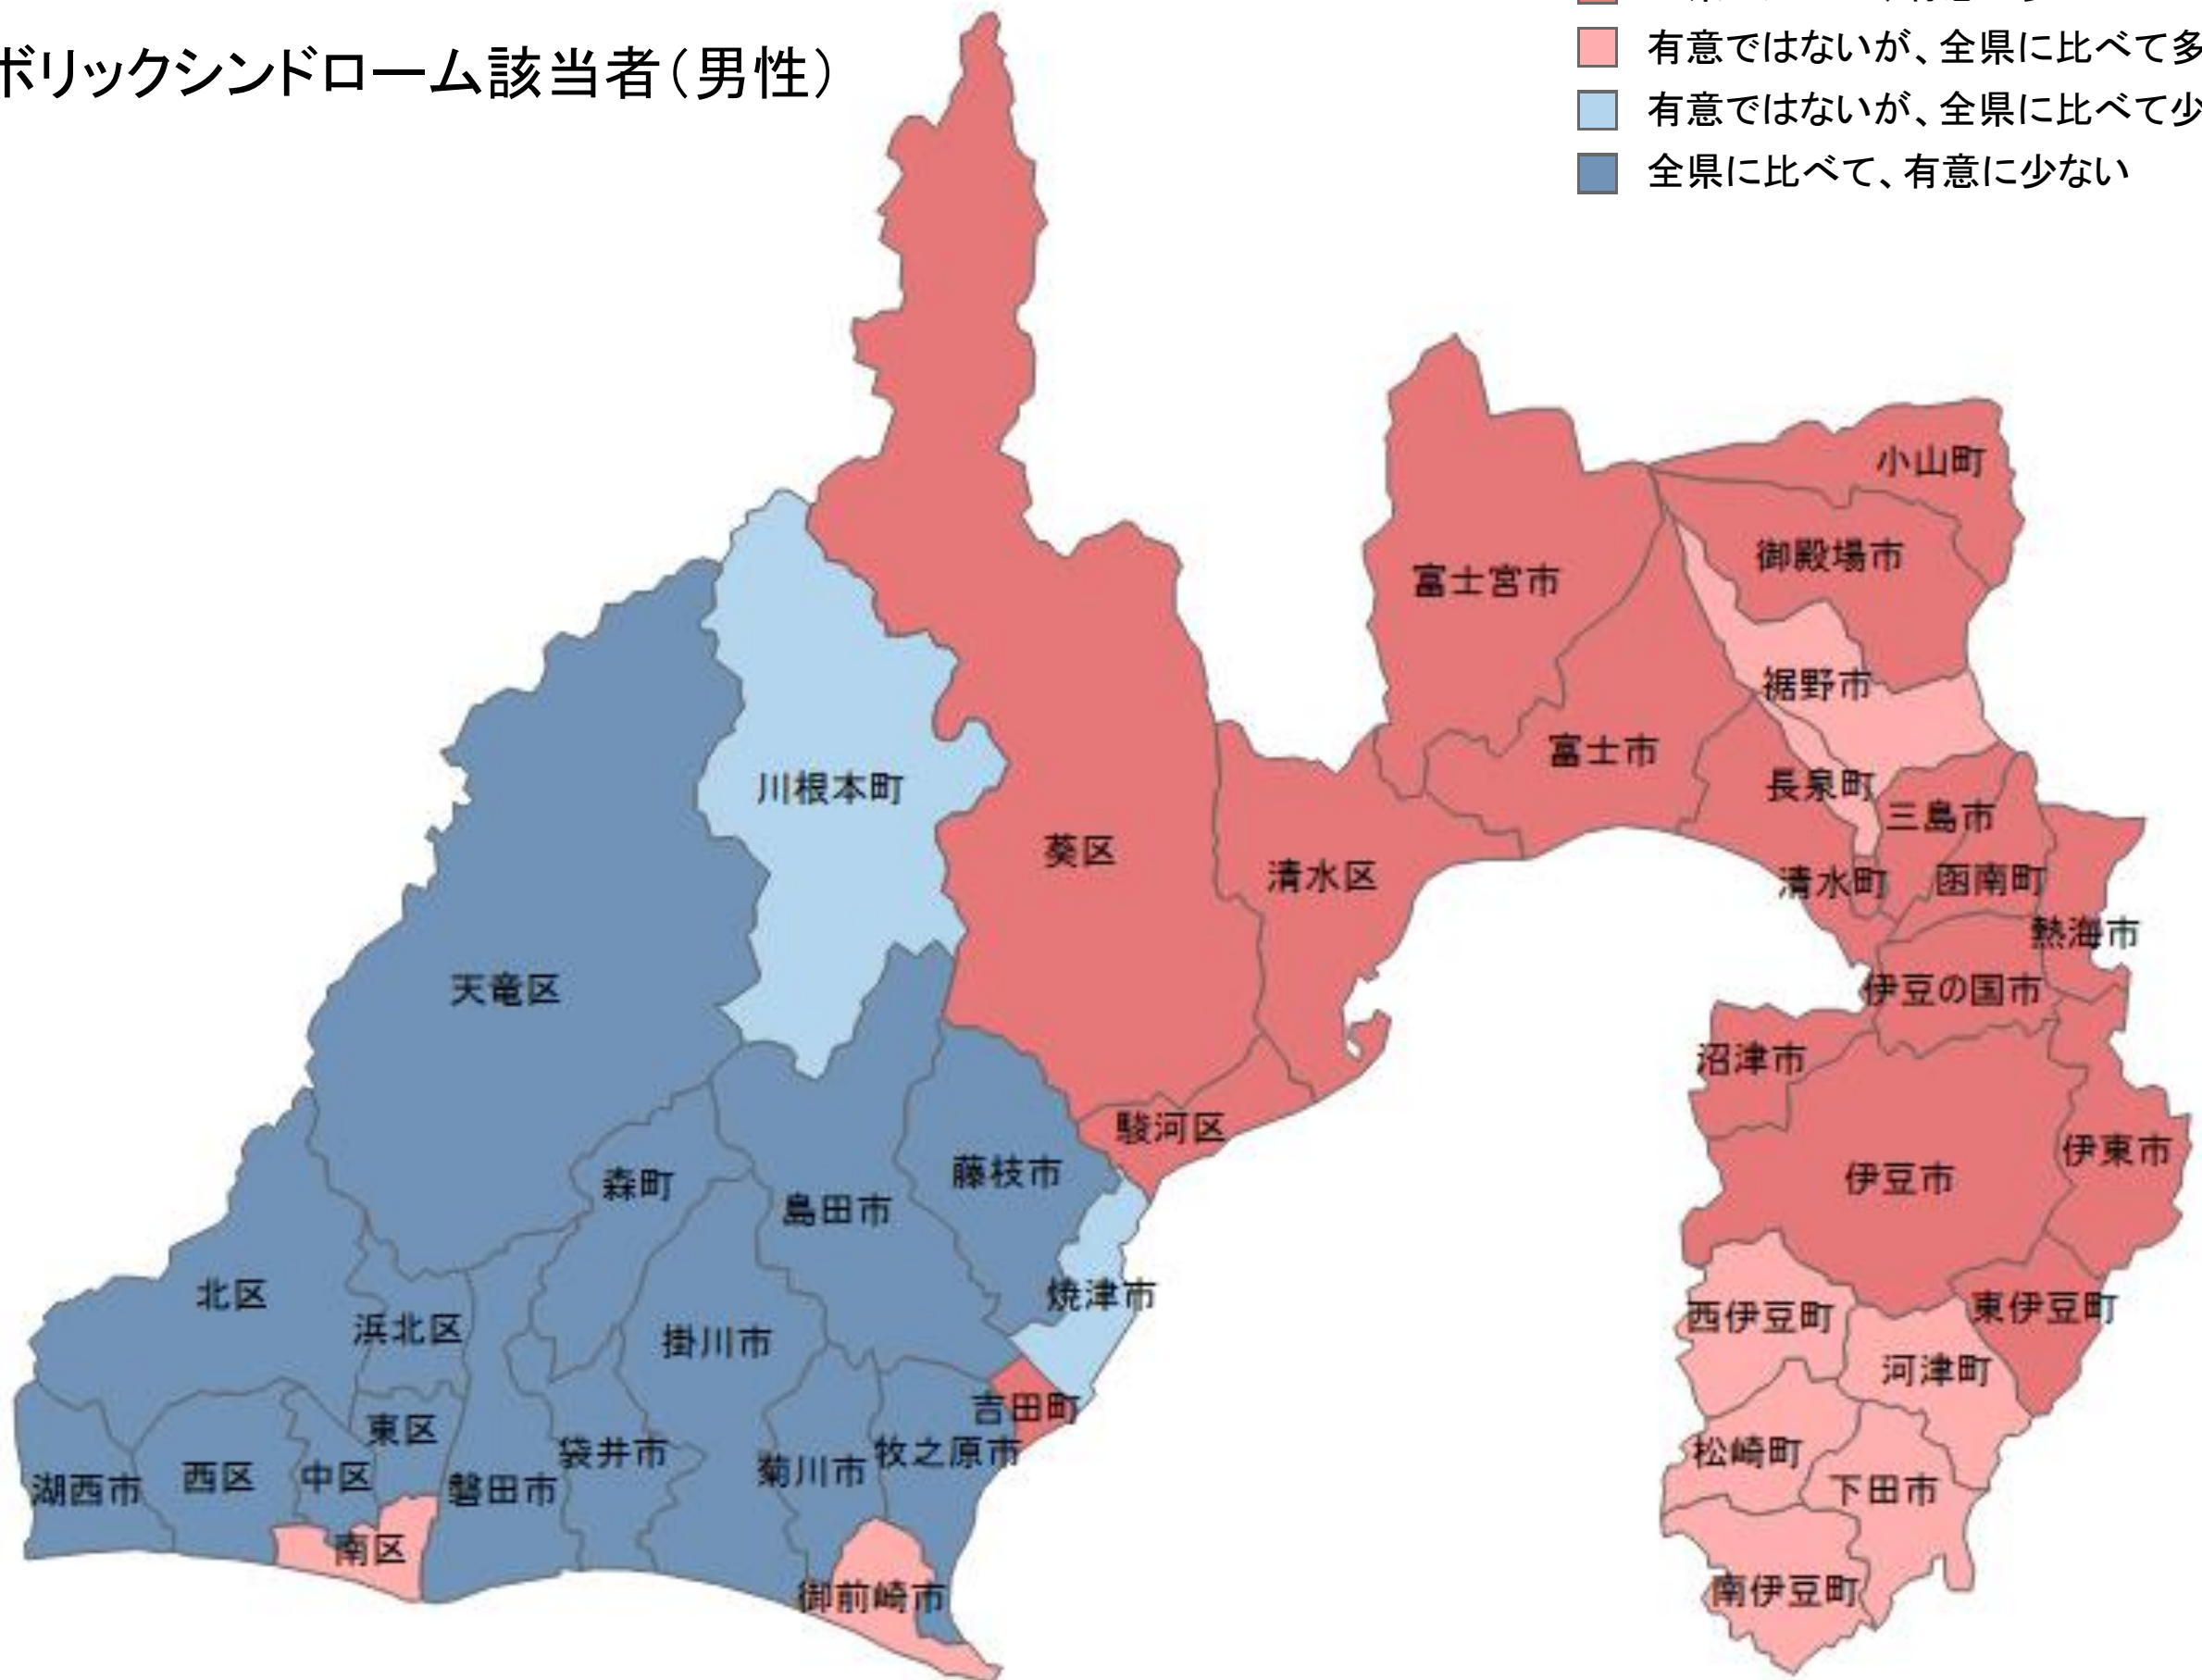 ボリックシンドローム該当者（男性）
有意ではないが、全県に比べて多
有意ではないが、全県に比べて少
全県に比べて、有意に少ない
小山町
御殿場市
富士宮市
裾野市
富士市
長泉町
川根本町
三島市
葵区
清水区
清水町
函南町
熱海市
天竜区
伊豆の国市
沼津市
駿河区
伊東市
藤枝市
伊豆市
森町
島田市
北区
焼津市
浜北区
西伊豆町
東伊豆町
掛川市
河津町
吉田町
東区
袋井市
牧之原市
松崎町
湖西市
西区
中区
磐田市
菊川市
下田市
南区
御前崎市
南伊豆町